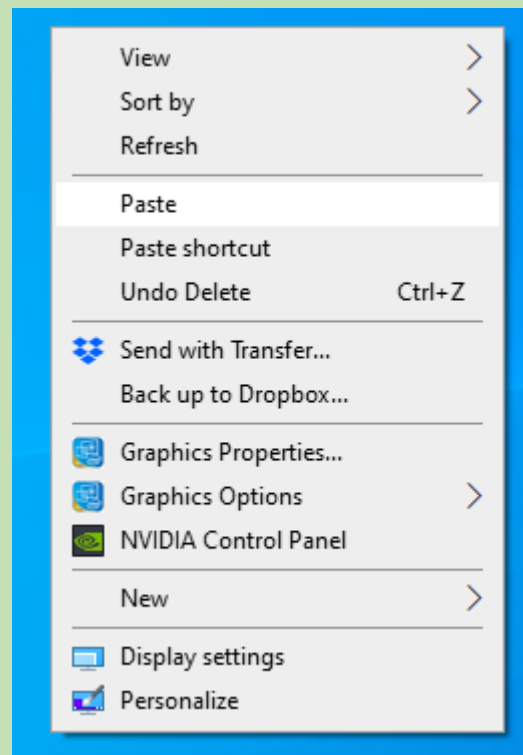 View
Sort by
Refresh
Paste
Paste shortcut
Undo Delete Ctrl+Z
Send with Transfer...
Back up to Dropbox...
Graphics Properties...
Graphics Options
NVIDIA Control Panel
New
Display settings
Personalize